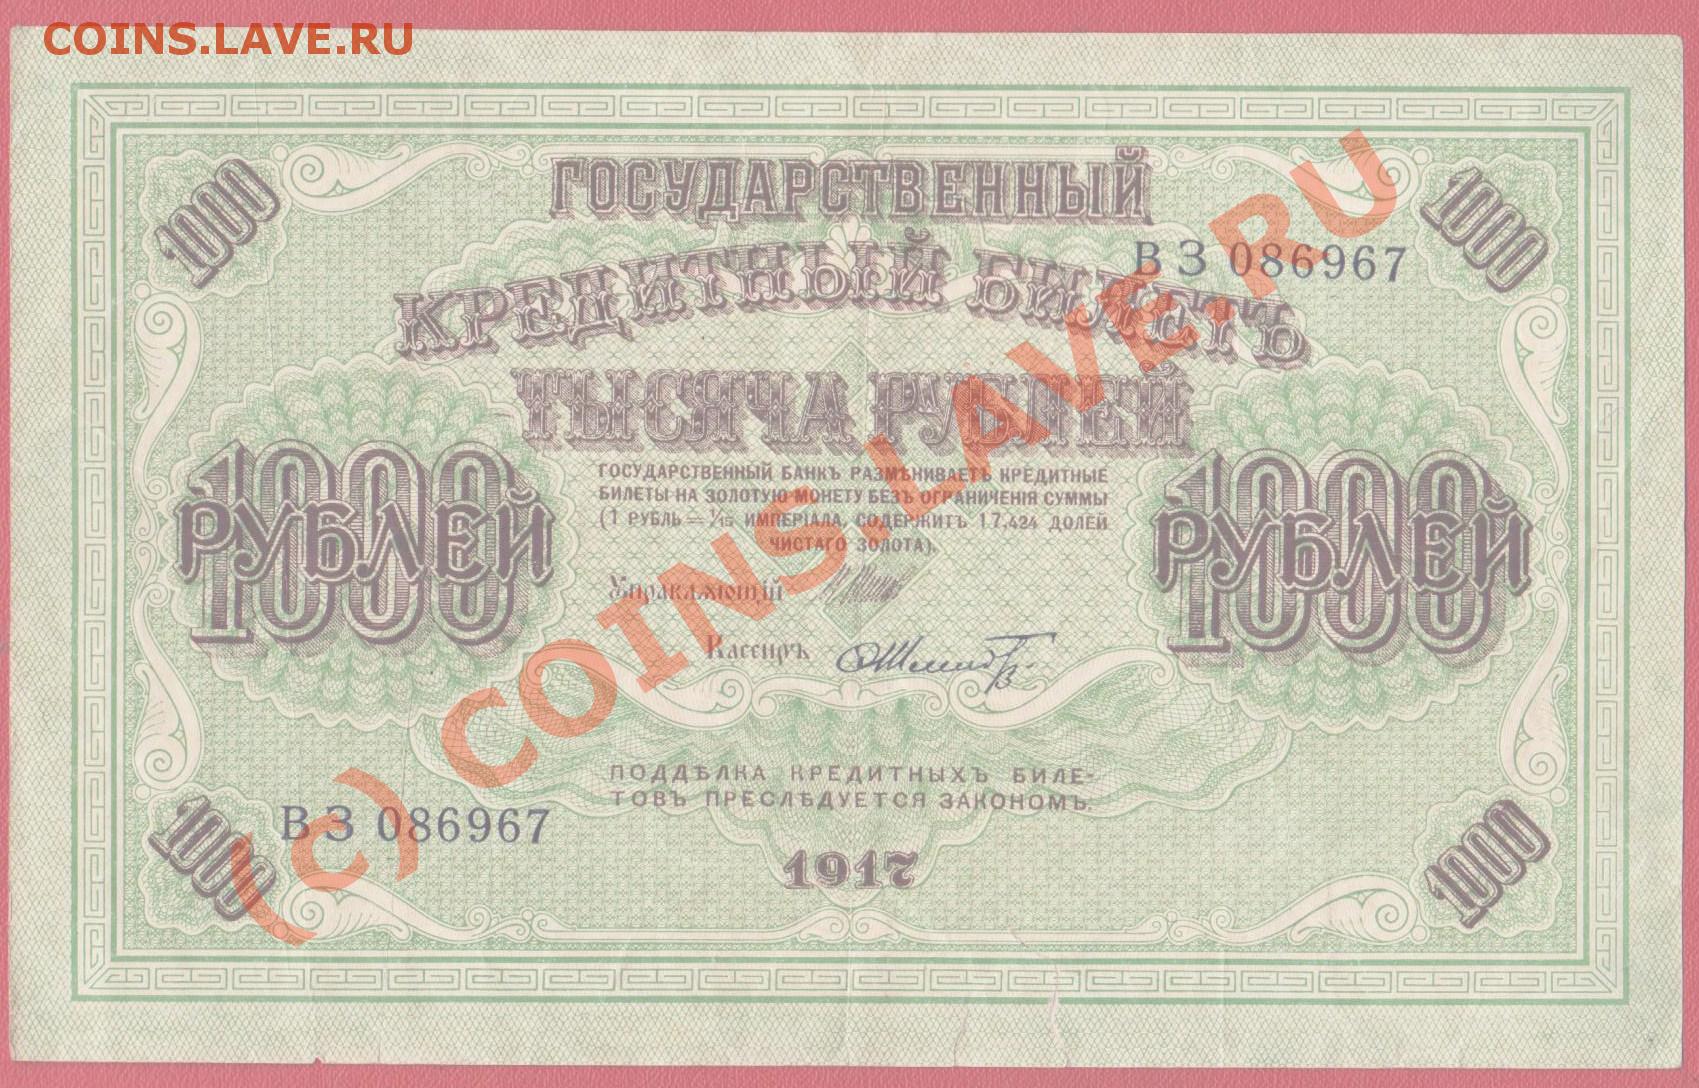 COINS.LAVE.RU
1000
ГОСУДАРСТВЕННЫЙ
1000
ВЗ 086967
КРЕДИТНЫЙ БИЛЕТЪ
ТЫСЯЧА РУБЛЕЙ
1000
РУБЛЕЙ
1000
РУБЛЕЙ
ГОСУДАРСТВЕННЫЙ БАНКЪ РАЗМѢНИВАЕТЪ КРЕДИТНЫЕ
БИЛЕТЫ НА ЗОЛОТУЮ МОНЕТУ БЕЗЪ ОГРАНИЧЕНІЯ СУММЫ
(1 РУБЛЬ = 1/15 ИМПЕРІАЛА, СОДЕРЖИТЪ 17,424 ДОЛЕЙ
ЧИСТАГО ЗОЛОТА).
Управляющій
Кассиръ
ПОДДѢЛКА КРЕДИТНЫХЪ БИЛЕ-
ТОВЪ ПРЕСЛѢДУЕТСЯ ЗАКОНОМЪ.
ВЗ 086967
1000
1917
1000
(c) COINS.LAVE.RU